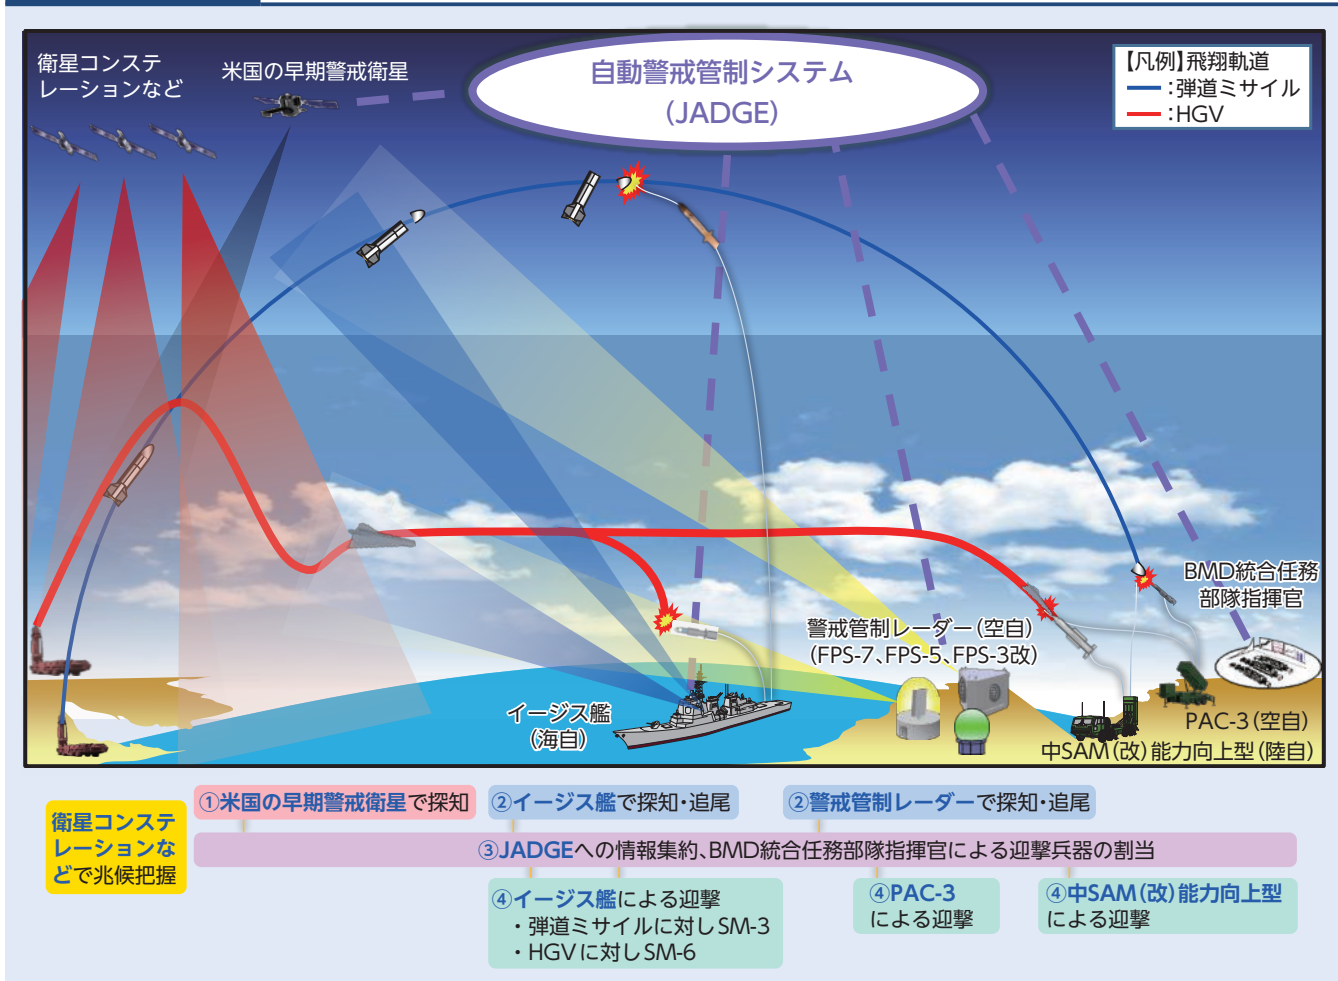 衛星コンステ
レーションなど
米国の早期警戒衛星
自動警戒管制システム
(JADGE)
【凡例】飛翔軌道
：弾道ミサイル
：HGV
BMD統合任務
部隊指揮官
警戒管制レーダー（空自）
（FPS-7、FPS-5、FPS-3改）
イージス艦
（海自）
PAC-3（空自）
中SAM（改）能力向上型（陸自）
衛星コンステ
レーションな
どで兆候把握
①米国の早期警戒衛星で探知
②イージス艦で探知・追尾
②警戒管制レーダーで探知・追尾
③JADGEへの情報集約、BMD統合任務部隊指揮官による迎撃兵器の割当
④イージス艦による迎撃
・弾道ミサイルに対しSM-3
・HGVに対しSM-6
④PAC-3
による迎撃
④中SAM（改）能力向上型
による迎撃